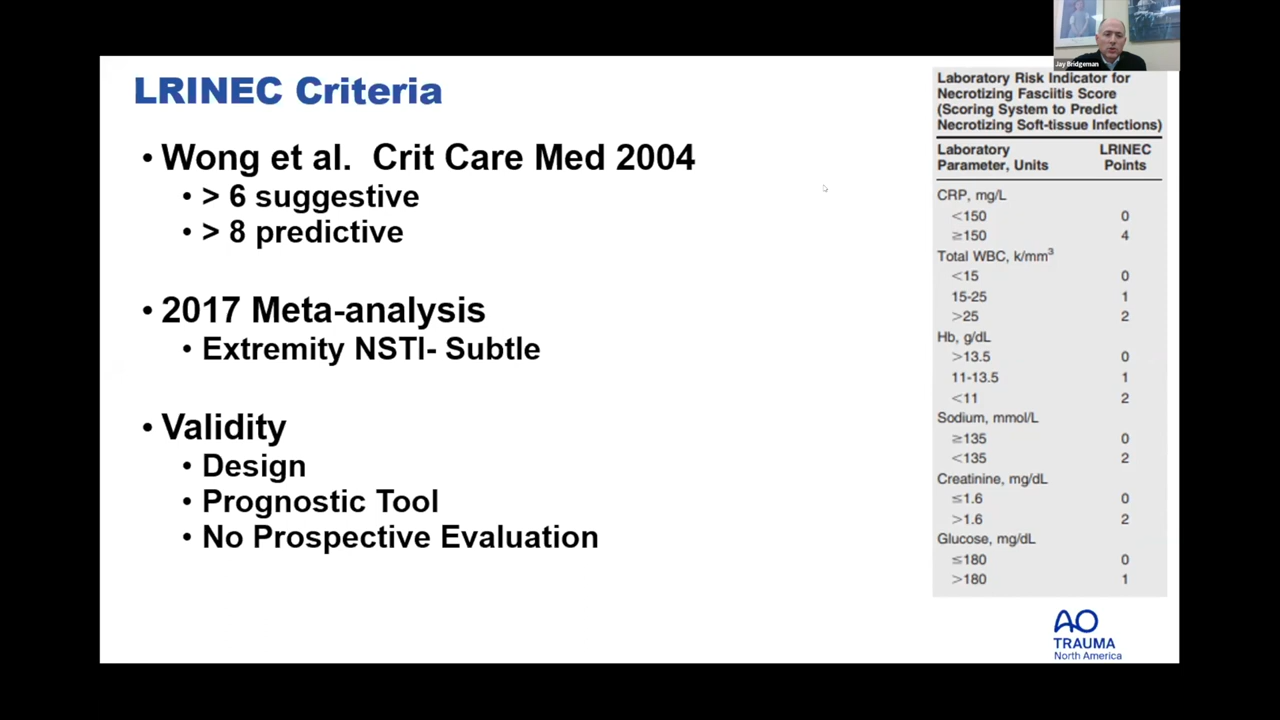 Jay Bridgeman
LRINEC Criteria
• Wong et al.  Crit Care Med 2004
• > 6 suggestive
• > 8 predictive
• 2017 Meta-analysis
• Extremity NSTI- Subtle
• Validity
• Design
• Prognostic Tool
• No Prospective Evaluation
Laboratory Risk Indicator for
Necrotizing Fasciitis Score
(Scoring System to Predict
Necrotizing Soft-tissue Infections)
Laboratory LRINEC
Parameter, Units Points
CRP, mg/L
<150 0
≥150 4
Total WBC, k/mm³
<15 0
15-25 1
>25 2
Hb, g/dL
>13.5 0
11-13.5 1
<11 2
Sodium, mmol/L
≥135 0
<135 2
Creatinine, mg/dL
≤1.6 0
>1.6 2
Glucose, mg/dL
≤180 0
>180 1
AO
TRAUMA
North America